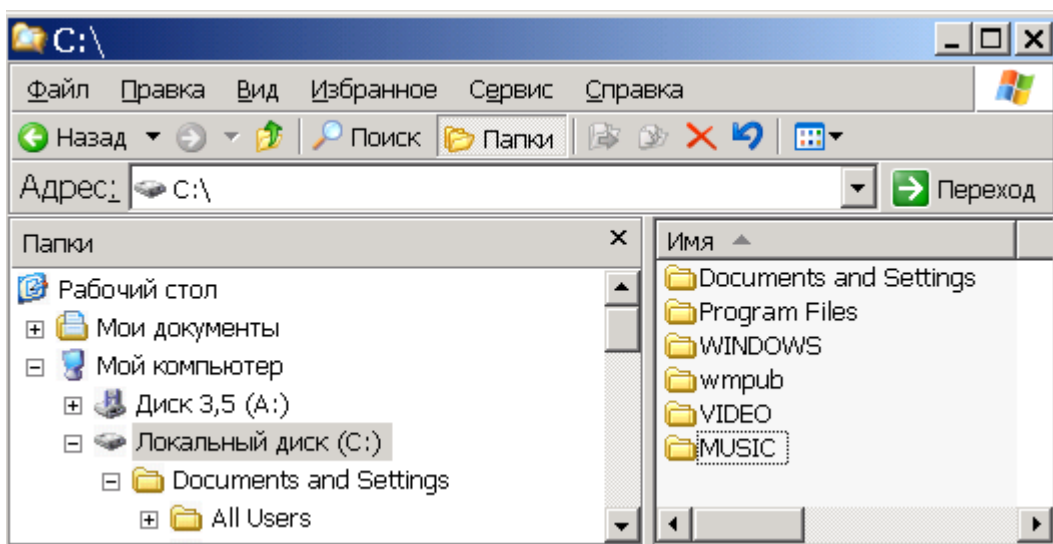 C:\
Файл Правка Вид Избранное Сервис Справка
Назад Поиск Папки
Адрес: C:\ Переход
Папки
Рабочий стол
Мои документы
Мой компьютер
Диск 3,5 (A:)
Локальный диск (C:)
Documents and Settings
All Users
Имя
Documents and Settings
Program Files
WINDOWS
wmpub
VIDEO
MUSIC